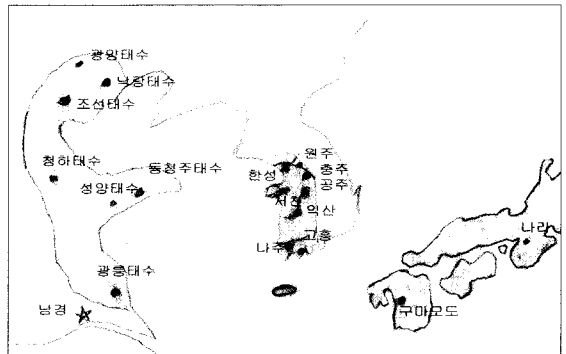 광양태수
낙랑태수
조선태수
청하태수
성양태수
동청주태수
광릉태수
남경
원주
한성
충주
공주
서산
익산
고흥
나주
나라
구마모도